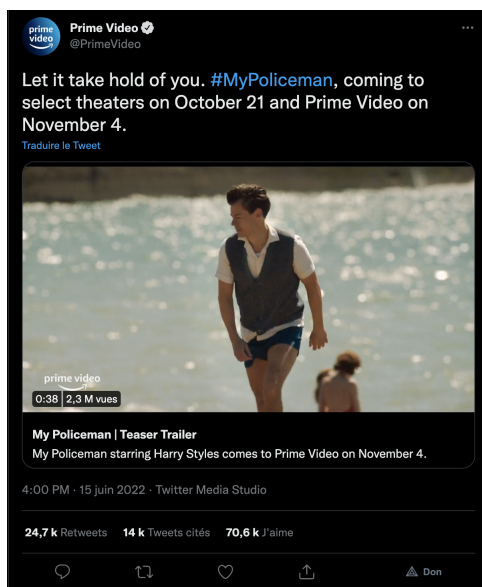 prime
video
Prime Video
@PrimeVideo
Let it take hold of you. #MyPoliceman, coming to
select theaters on October 21 and Prime Video on
November 4.
Traduire le Tweet
prime video
0:38 2,3 M vues
My Policeman | Teaser Trailer
My Policeman starring Harry Styles comes to Prime Video on November 4.
4:00 PM · 15 juin 2022 · Twitter Media Studio
24,7 k Retweets 14 k Tweets cités 70,6 k J'aime
Don